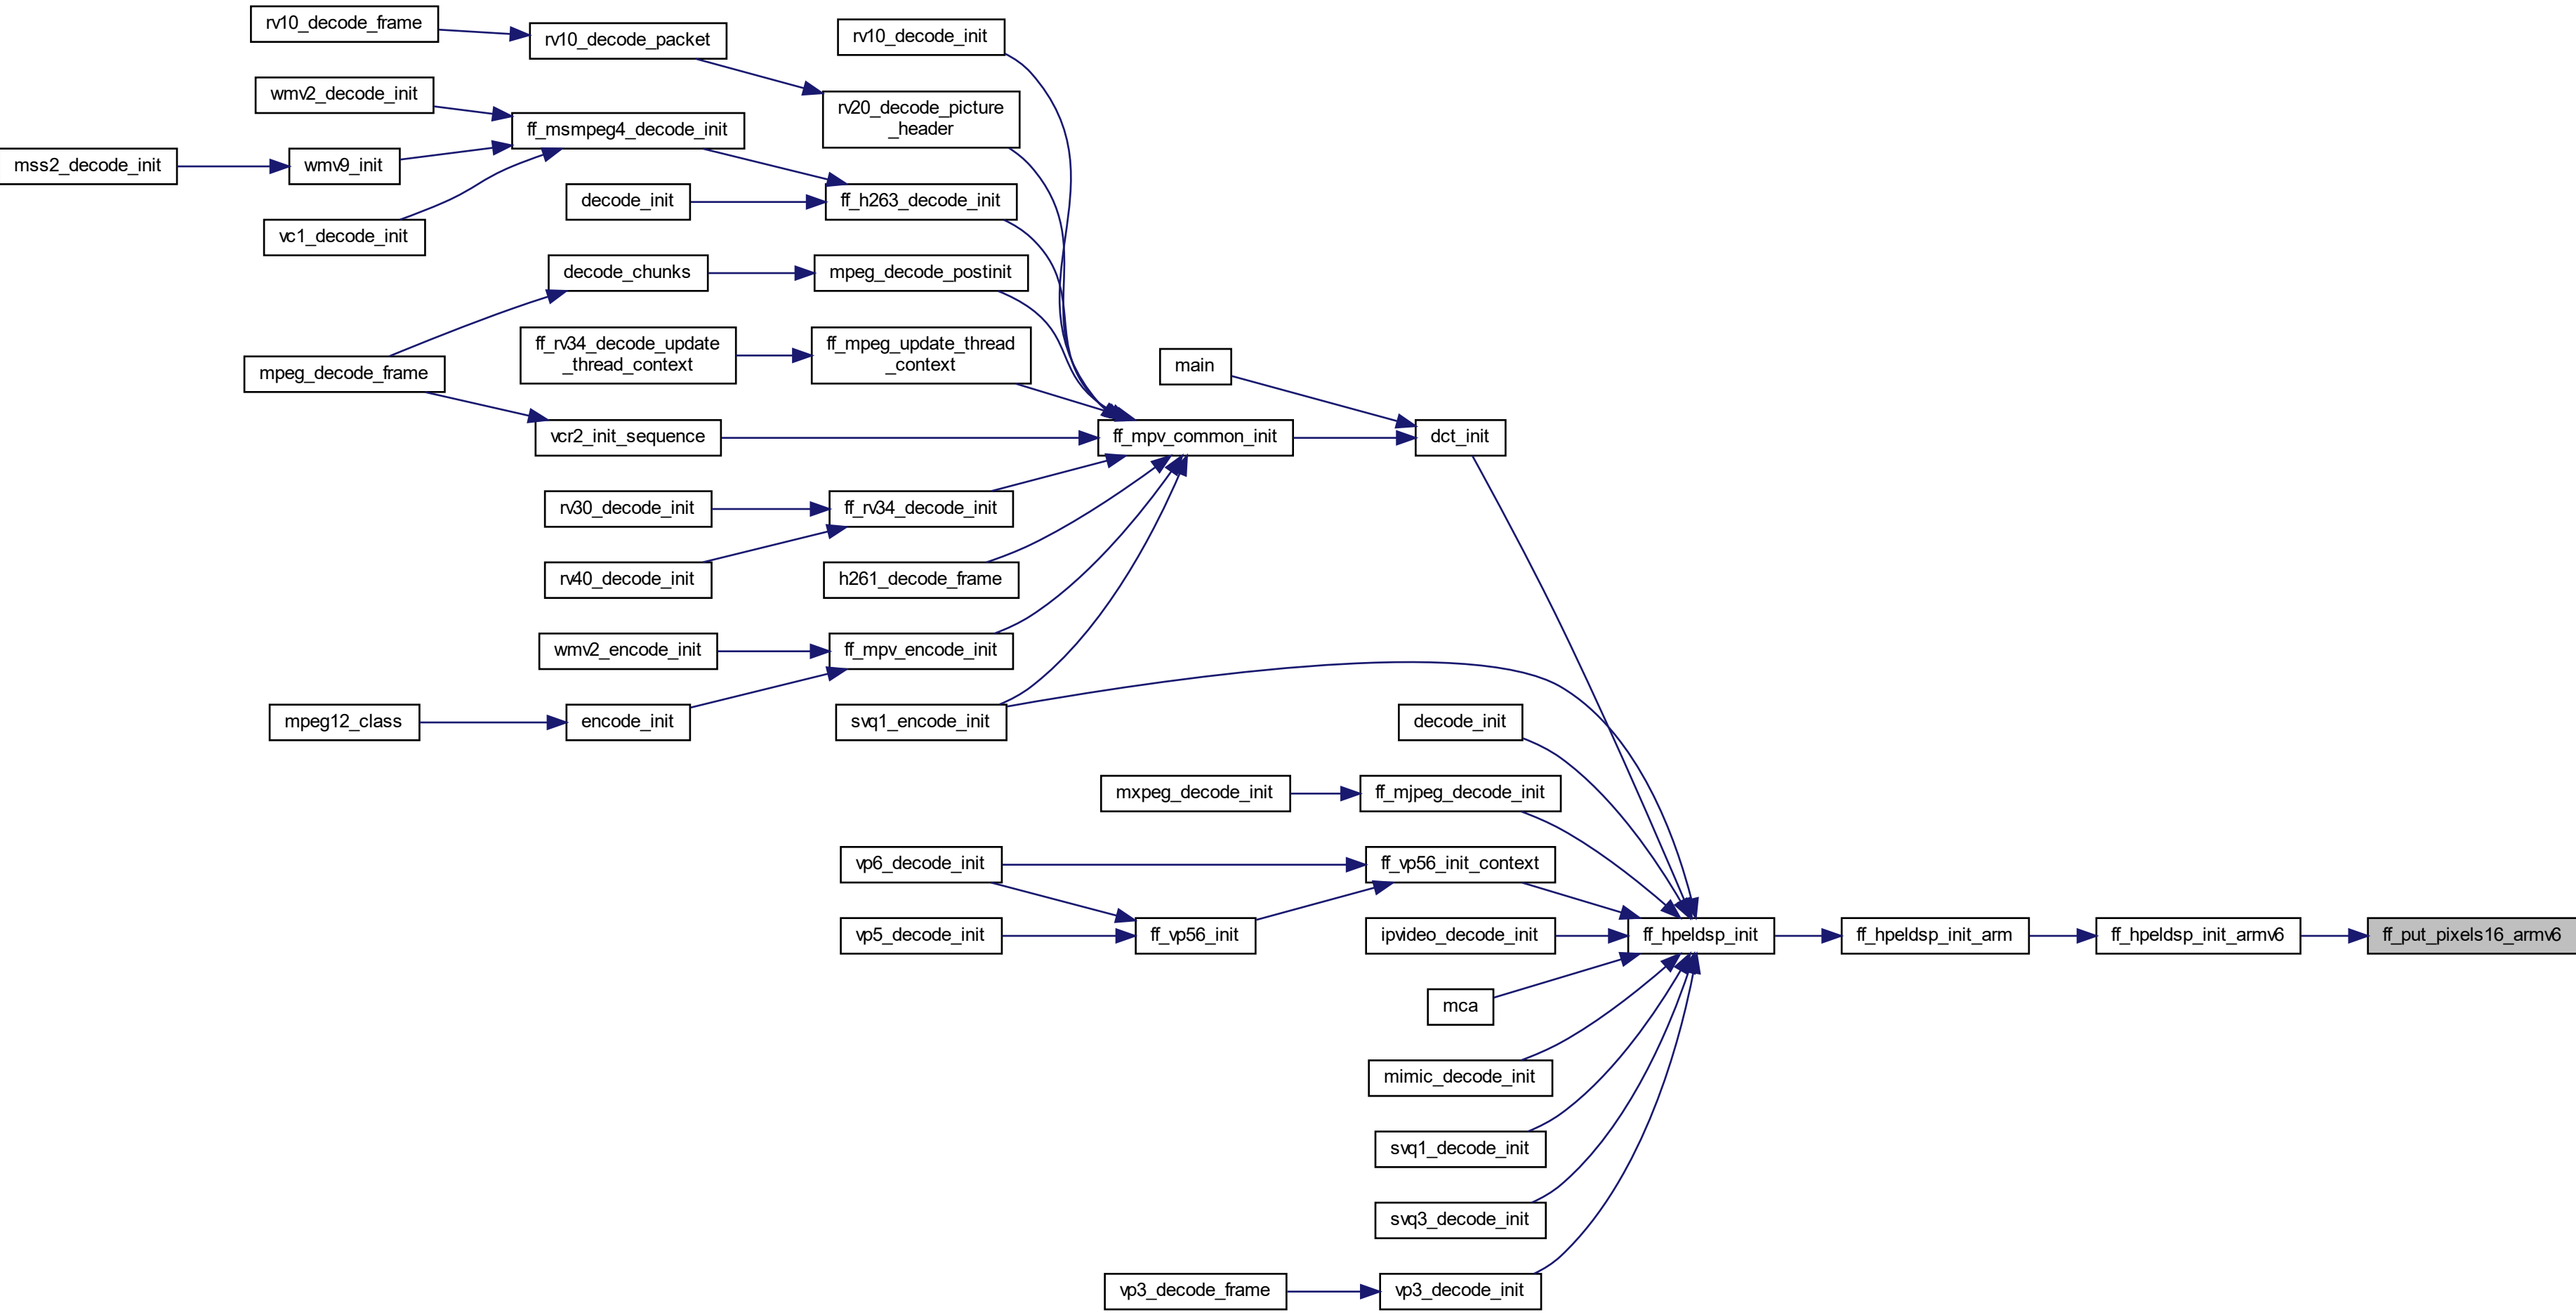 rv10_decode_frame
rv10_decode_packet
rv10_decode_init
wmv2_decode_init
rv20_decode_picture
_header
ff_msmpeg4_decode_init
mss2_decode_init
wmv9_init
decode_init
ff_h263_decode_init
vc1_decode_init
decode_chunks
mpeg_decode_postinit
ff_rv34_decode_update
_thread_context
ff_mpeg_update_thread
_context
main
mpeg_decode_frame
vcr2_init_sequence
ff_mpv_common_init
dct_init
rv30_decode_init
ff_rv34_decode_init
rv40_decode_init
h261_decode_frame
wmv2_encode_init
ff_mpv_encode_init
mpeg12_class
encode_init
svq1_encode_init
decode_init
mxpeg_decode_init
ff_mjpeg_decode_init
vp6_decode_init
ff_vp56_init_context
vp5_decode_init
ff_vp56_init
ipvideo_decode_init
ff_hpeldsp_init
ff_hpeldsp_init_arm
ff_hpeldsp_init_armv6
ff_put_pixels16_armv6
mca
mimic_decode_init
svq1_decode_init
svq3_decode_init
vp3_decode_frame
vp3_decode_init